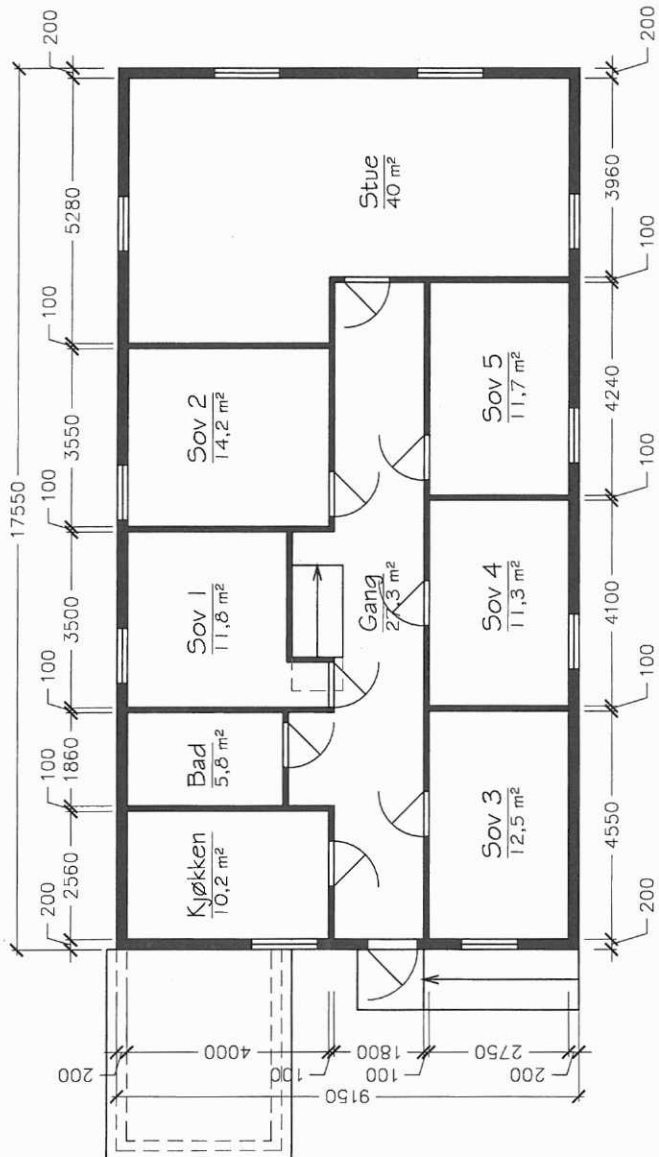 17550
200
2560
100
1860
100
3500
100
3550
100
5280
200
Kjøkken
10,2 m²
Bad
5,8 m²
Sov 1
11,8 m²
Sov 2
14,2 m²
Stue
40 m²
Gang
27,3 m²
Sov 3
12,5 m²
Sov 4
11,3 m²
Sov 5
11,7 m²
200
4000
100
1800
100
2750
200
9150
200
4550
100
4100
100
4240
100
3960
200